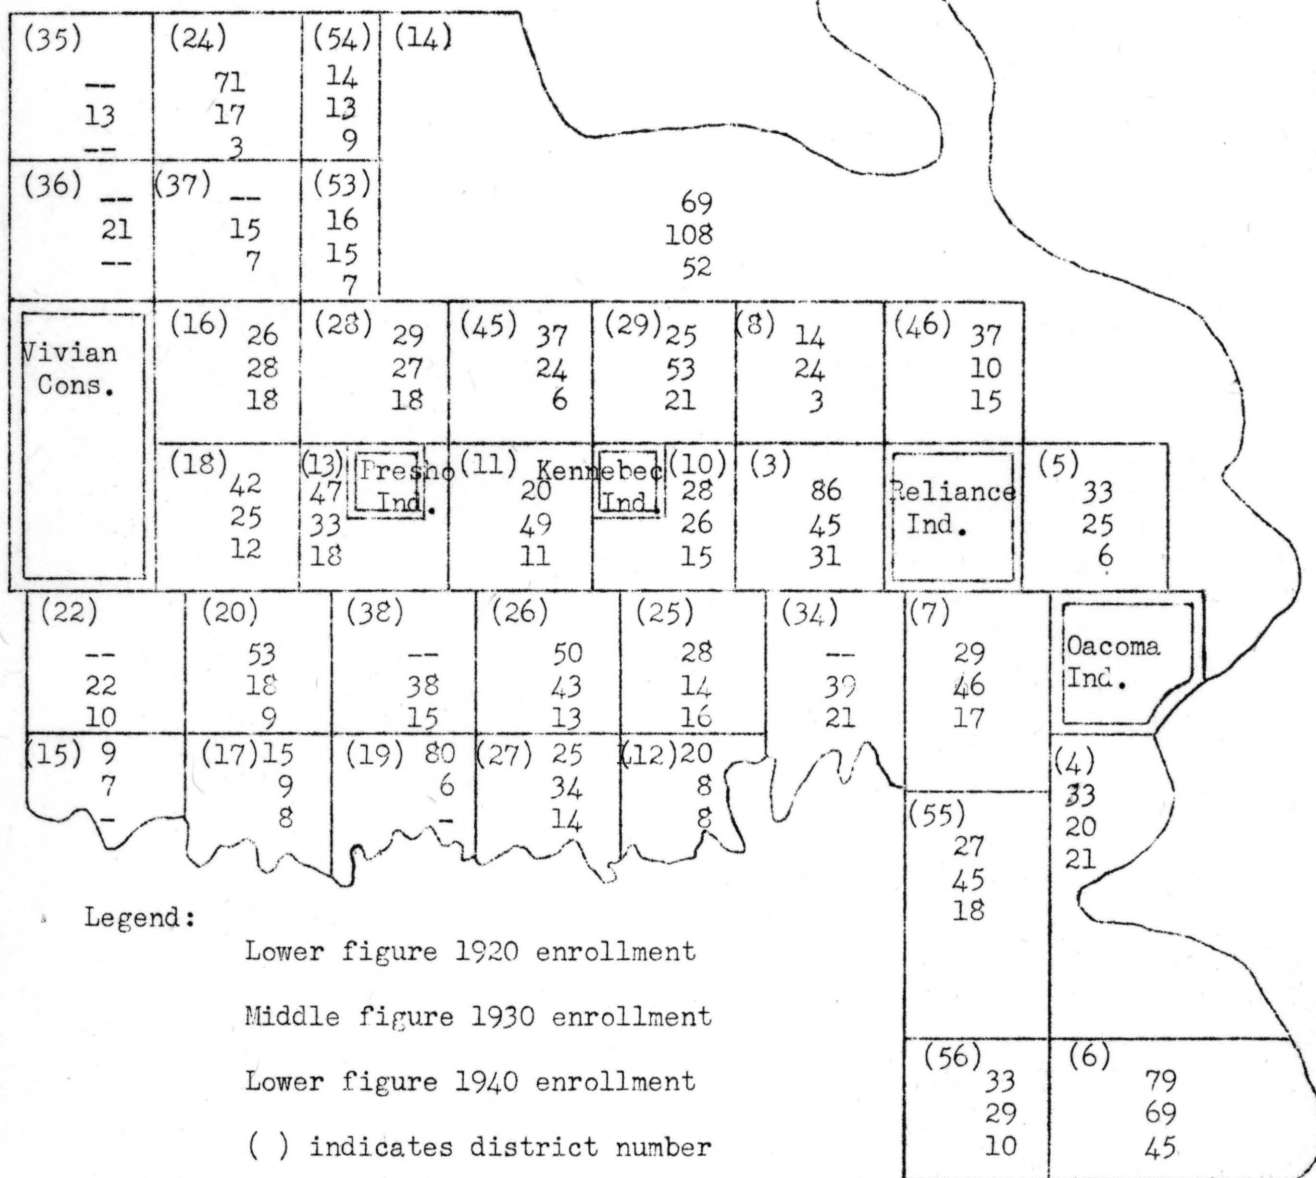 (35) (24) (54) (14)
-- 71 14
13 17 13
-- 3 9
(36) -- (37) -- (53)
21 15 16
-- 7 15
7
69
108
52
Vivian
Cons.
(16) 26 (28) 29 (45) 37 (29) 25 (8) 14 (46) 37
28 27 24 53 24 10
18 18 6 21 3 15
(18) (13) Presho (11) Kennebec (10) (3) Reliance (5)
42 47 Ind. 20 Ind. 28 86 Ind. 33
25 33 49 26 45 25
12 18 11 15 31 6
(22) (20) (38) (26) (25) (34) (7) Oacoma
-- 53 -- 50 28 -- 29 Ind.
22 18 38 43 14 39 46
10 9 15 13 16 21 17
(15) 9 (17) 15 (19) 80 (27) 25 (12) 20
7 9 6 34 8
- 8 - 14 8
(4)
33
20
21
(55)
27
45
18
(56) (6)
33 79
29 69
10 45
Legend:
Lower figure 1920 enrollment
Middle figure 1930 enrollment
Lower figure 1940 enrollment
( ) indicates district number